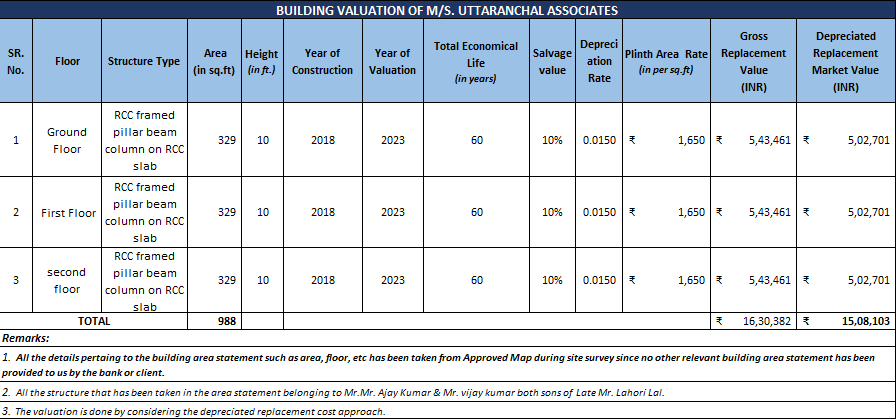 BUILDING VALUATION OF M/S. UTTARANCHAL ASSOCIATES
SR. No. Floor Structure Type Area (in sq.ft) Height (in ft.) Year of Construction Year of Valuation Total Economical Life (in years) Salvage value Depreci ation Rate Plinth Area Rate (in per sq.ft) Gross Replacement Value (INR) Depreciated Replacement Market Value (INR)
1 Ground Floor RCC framed pillar beam column on RCC slab 329 10 2018 2023 60 10% 0.0150 ₹ 1,650 ₹ 5,43,461 ₹ 5,02,701
2 First Floor RCC framed pillar beam column on RCC slab 329 10 2018 2023 60 10% 0.0150 ₹ 1,650 ₹ 5,43,461 ₹ 5,02,701
3 second floor RCC framed pillar beam column on RCC slab 329 10 2018 2023 60 10% 0.0150 ₹ 1,650 ₹ 5,43,461 ₹ 5,02,701
TOTAL 988 ₹ 16,30,382 ₹ 15,08,103
Remarks:
1. All the details pertaining to the building area statement such as area, floor, etc has been taken from Approved Map during site survey since no other relevant building area statement has been
provided to us by the bank or client.
2. All the structure that has been taken in the area statement belonging to Mr.Mr. Ajay Kumar & Mr. vijay kumar both sons of Late Mr. Lahori Lal.
3. The valuation is done by considering the depreciated replacement cost approach.